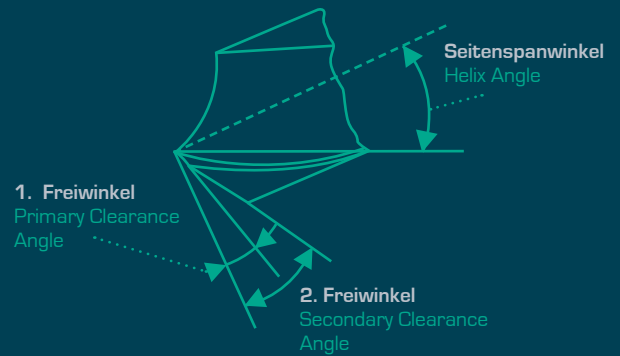 Seitenspanwinkel
Helix Angle
1. Freiwinkel
Primary Clearance
Angle
2. Freiwinkel
Secondary Clearance
Angle